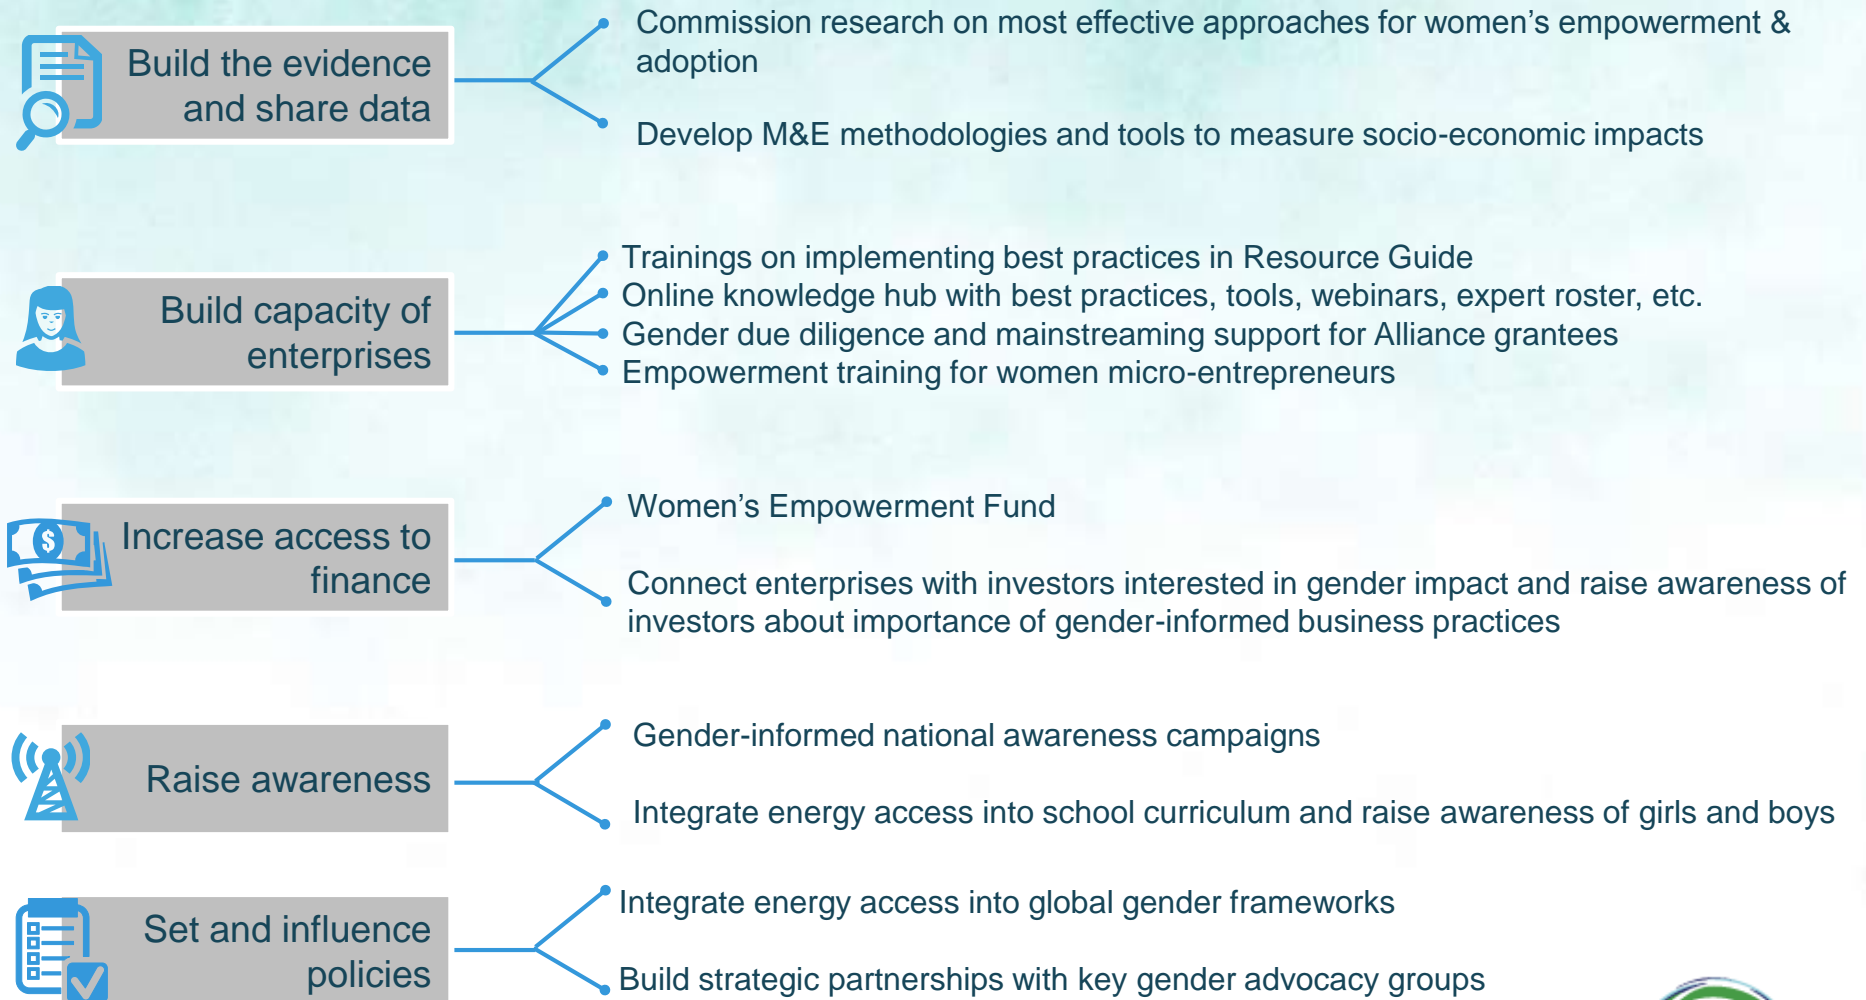 Build the evidence
and share data
Commission research on most effective approaches for women’s empowerment &
adoption
Develop M&E methodologies and tools to measure socio-economic impacts
Build capacity of
enterprises
Trainings on implementing best practices in Resource Guide
Online knowledge hub with best practices, tools, webinars, expert roster, etc.
Gender due diligence and mainstreaming support for Alliance grantees
Empowerment training for women micro-entrepreneurs
$
Increase access to
finance
Women’s Empowerment Fund
Connect enterprises with investors interested in gender impact and raise awareness of
investors about importance of gender-informed business practices
Raise awareness
Gender-informed national awareness campaigns
Integrate energy access into school curriculum and raise awareness of girls and boys
Set and influence
policies
Integrate energy access into global gender frameworks
Build strategic partnerships with key gender advocacy groups